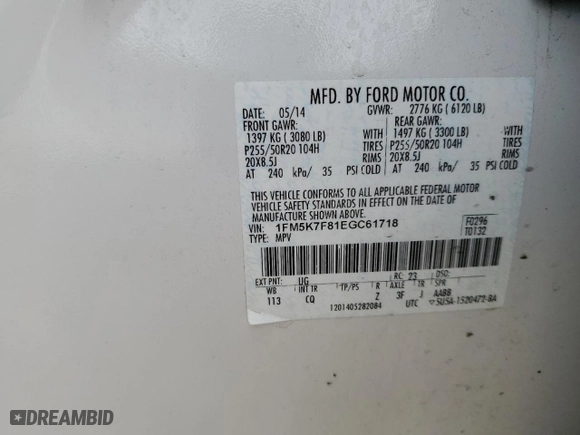 MFD. BY FORD MOTOR CO.
DATE: 05/14 GVWR: 2776 KG ( 6120 LB)
FRONT GAWR: REAR GAWR:
1397 KG ( 3080 LB) WITH 1497 KG ( 3300 LB) WITH
P255/50R20 104H TIRES P255/50R20 104H TIRES
20X8.5J RIMS 20X8.5J RIMS
AT 240 kPa/ 35 PSI COLD AT 240 kPa/ 35 PSI COLD
THIS VEHICLE CONFORMS TO ALL APPLICABLE FEDERAL MOTOR
VEHICLE SAFETY STANDARDS IN EFFECT ON THE DATE OF
MANUFACTURE SHOWN ABOVE.
VIN: 1FM5K7F81EGC61718 F0296
TYPE: MPV T0132
EXT PNT: UG RC: 23 DSO:
WB INT TR TP/PS R AXLE TR SPR
113 CQ Z 3F J AABB
1201405282084 UTC 5U5A-1520472-BA
DREAMBID